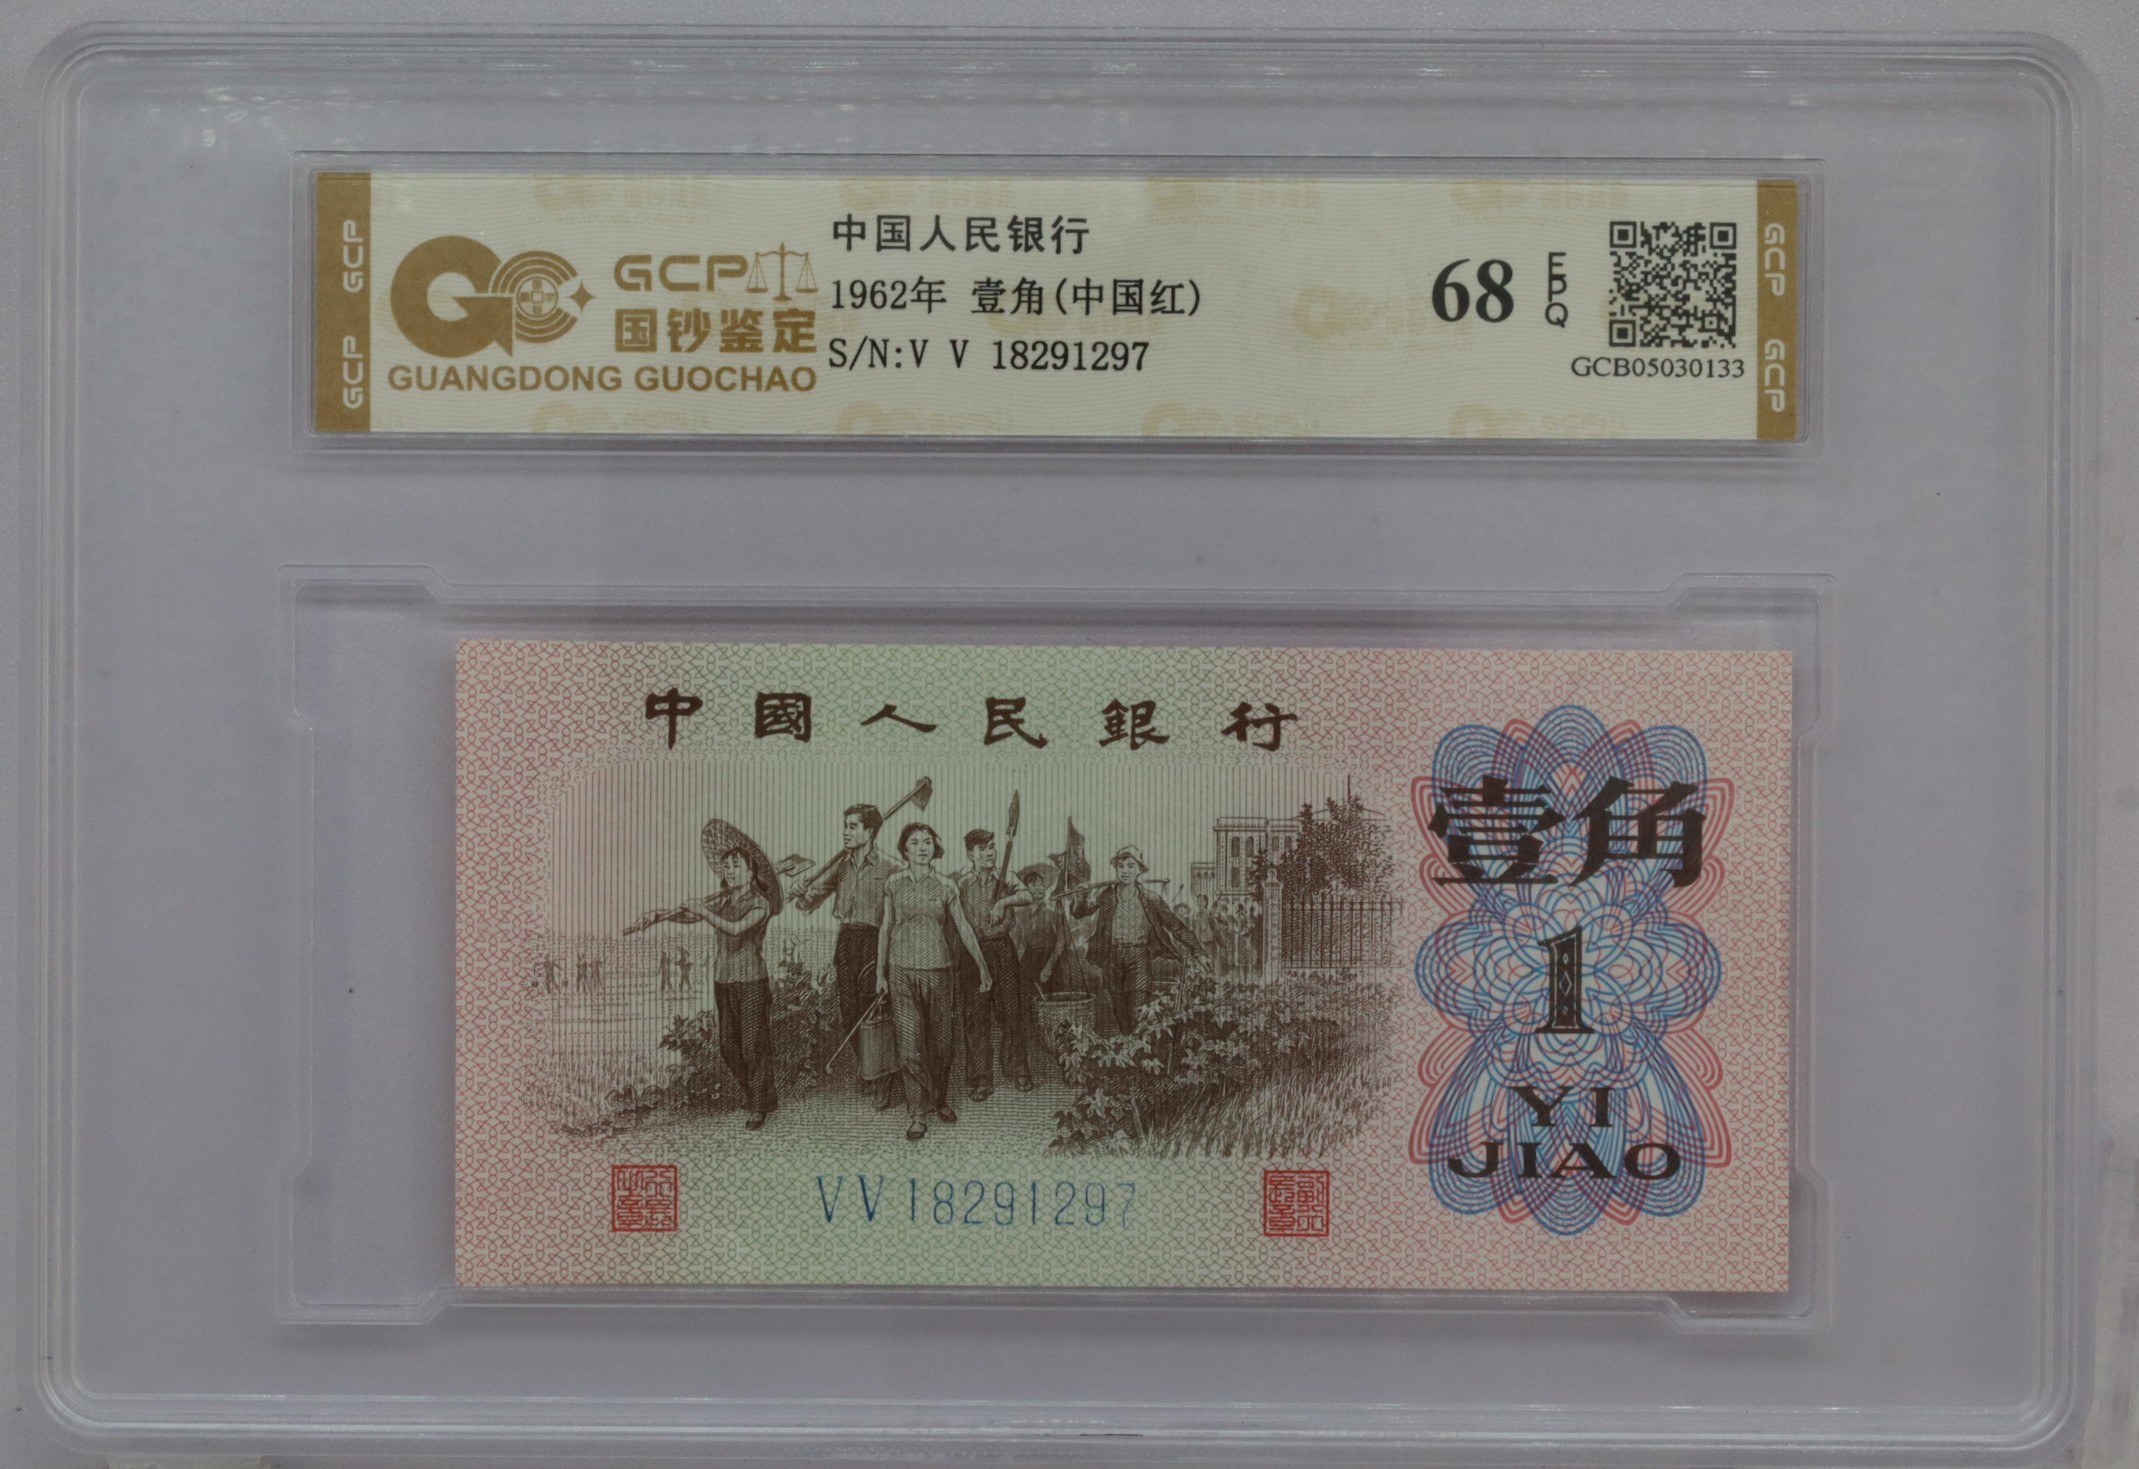 GCP GCP
GCP
国钞鉴定
GUANGDONG GUOCHAO
中国人民银行
1962年 壹角(中国红)
S/N:V V 18291297
68 EPQ
GCB05030133
GCP GCP
中國人民銀行
壹角
1
YI
JIAO
VV18291297